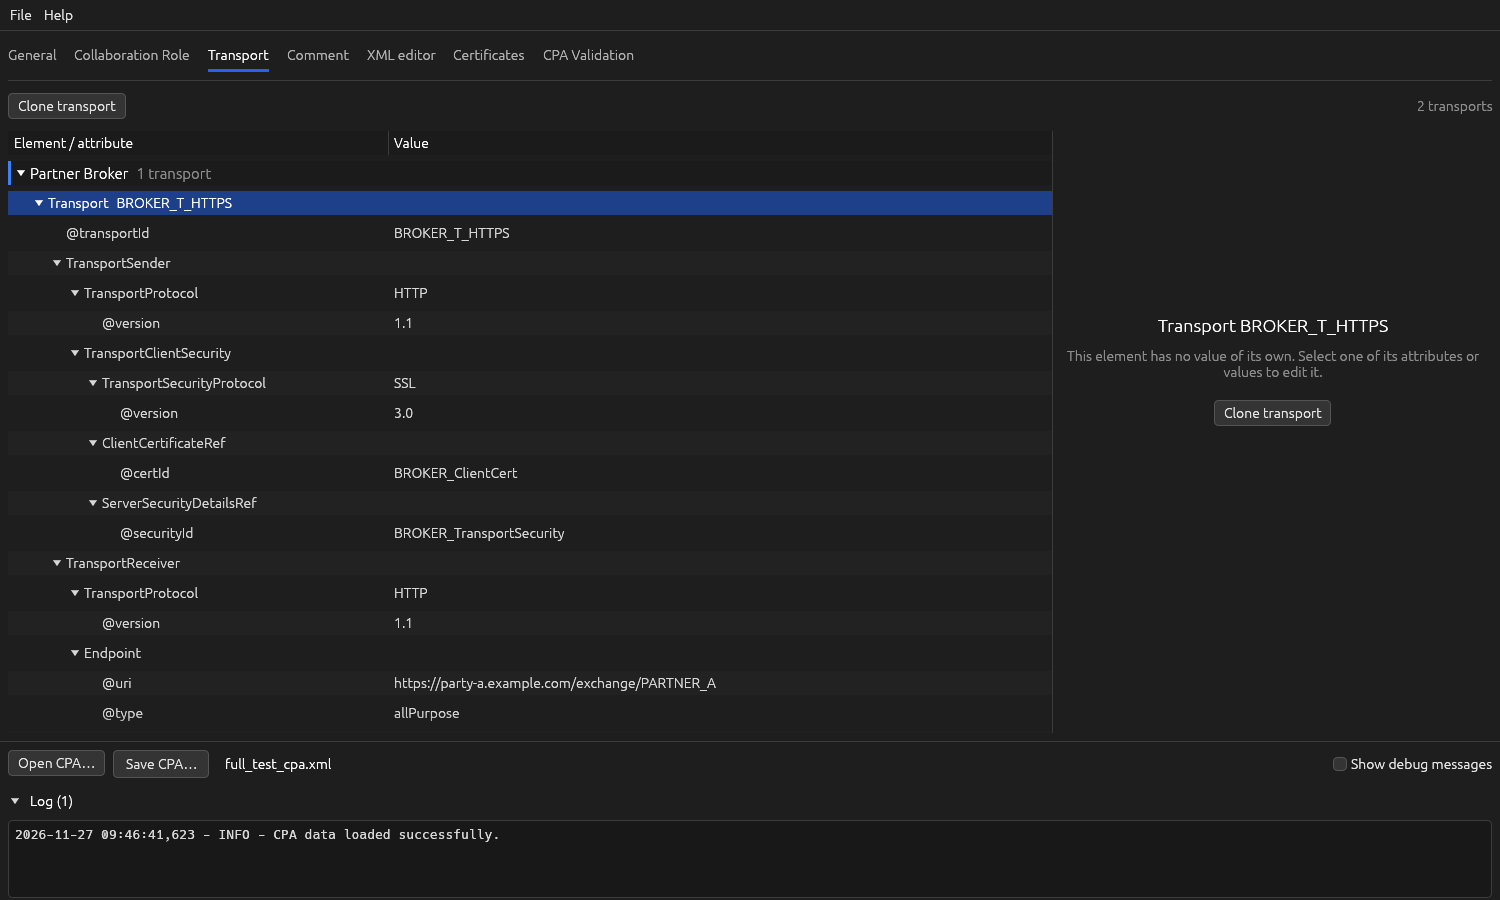 File Help
General Collaboration Role Transport Comment XML editor Certificates CPA Validation
Clone transport 2 transports
Element / attribute Value
Partner Broker 1 transport
Transport BROKER_T_HTTPS
@transportId BROKER_T_HTTPS
TransportSender
TransportProtocol HTTP
@version 1.1
TransportClientSecurity
TransportSecurityProtocol SSL
@version 3.0
ClientCertificateRef
@certId BROKER_ClientCert
ServerSecurityDetailsRef
@securityId BROKER_TransportSecurity
TransportReceiver
TransportProtocol HTTP
@version 1.1
Endpoint
@uri https://party-a.example.com/exchange/PARTNER_A
@type allPurpose
Transport BROKER_T_HTTPS
This element has no value of its own. Select one of its attributes or
values to edit it.
Clone transport
Open CPA... Save CPA... full_test_cpa.xml Show debug messages
Log (1)
2026-11-27 09:46:41,623 - INFO - CPA data loaded successfully.